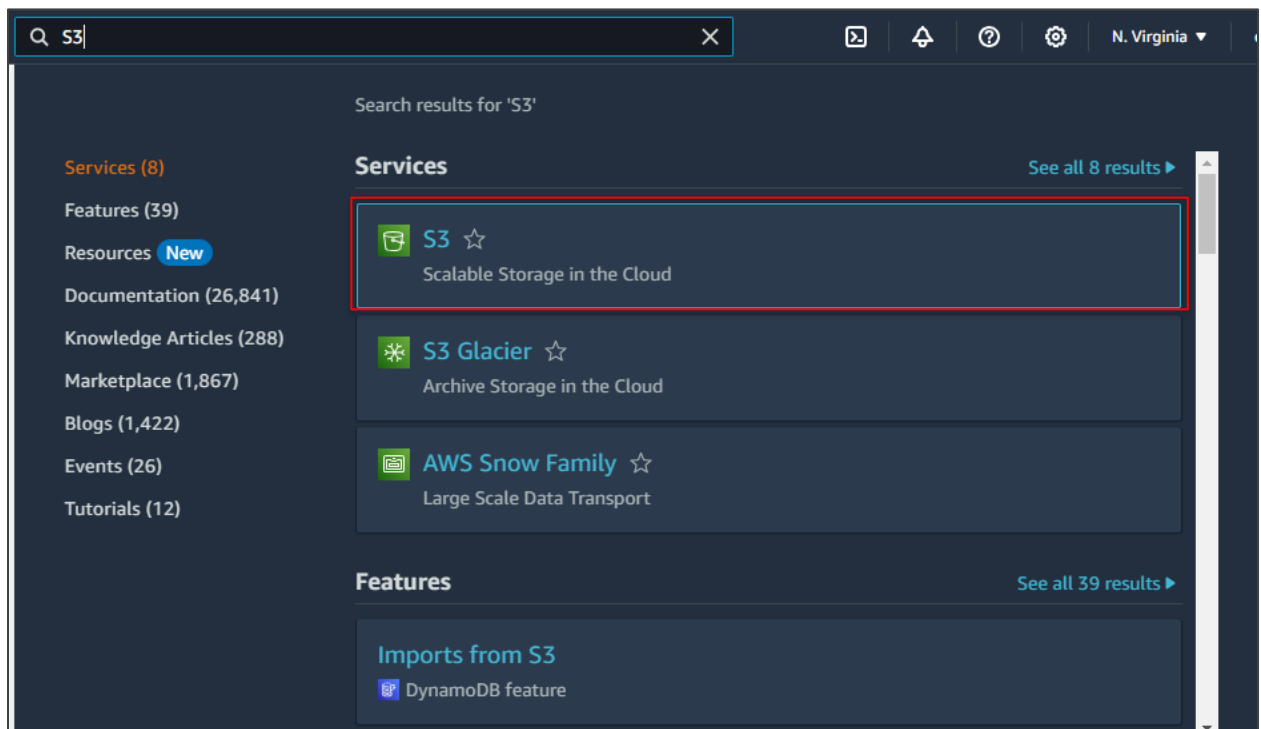 S3
N. Virginia
Search results for 'S3'
Services (8)
Features (39)
Resources New
Documentation (26,841)
Knowledge Articles (288)
Marketplace (1,867)
Blogs (1,422)
Events (26)
Tutorials (12)
Services
See all 8 results
S3
Scalable Storage in the Cloud
S3 Glacier
Archive Storage in the Cloud
AWS Snow Family
Large Scale Data Transport
Features
See all 39 results
Imports from S3
DynamoDB feature